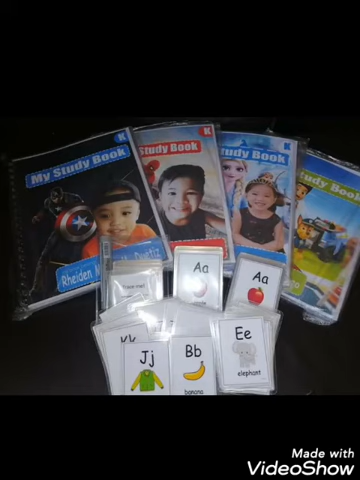 K
My Study Book
Rheiden
K
Study Book
K
Study Book
Study Book
Aa
Aa
Kk
Jj
Bb
banana
Ee
elephant
Made with
VideoShow